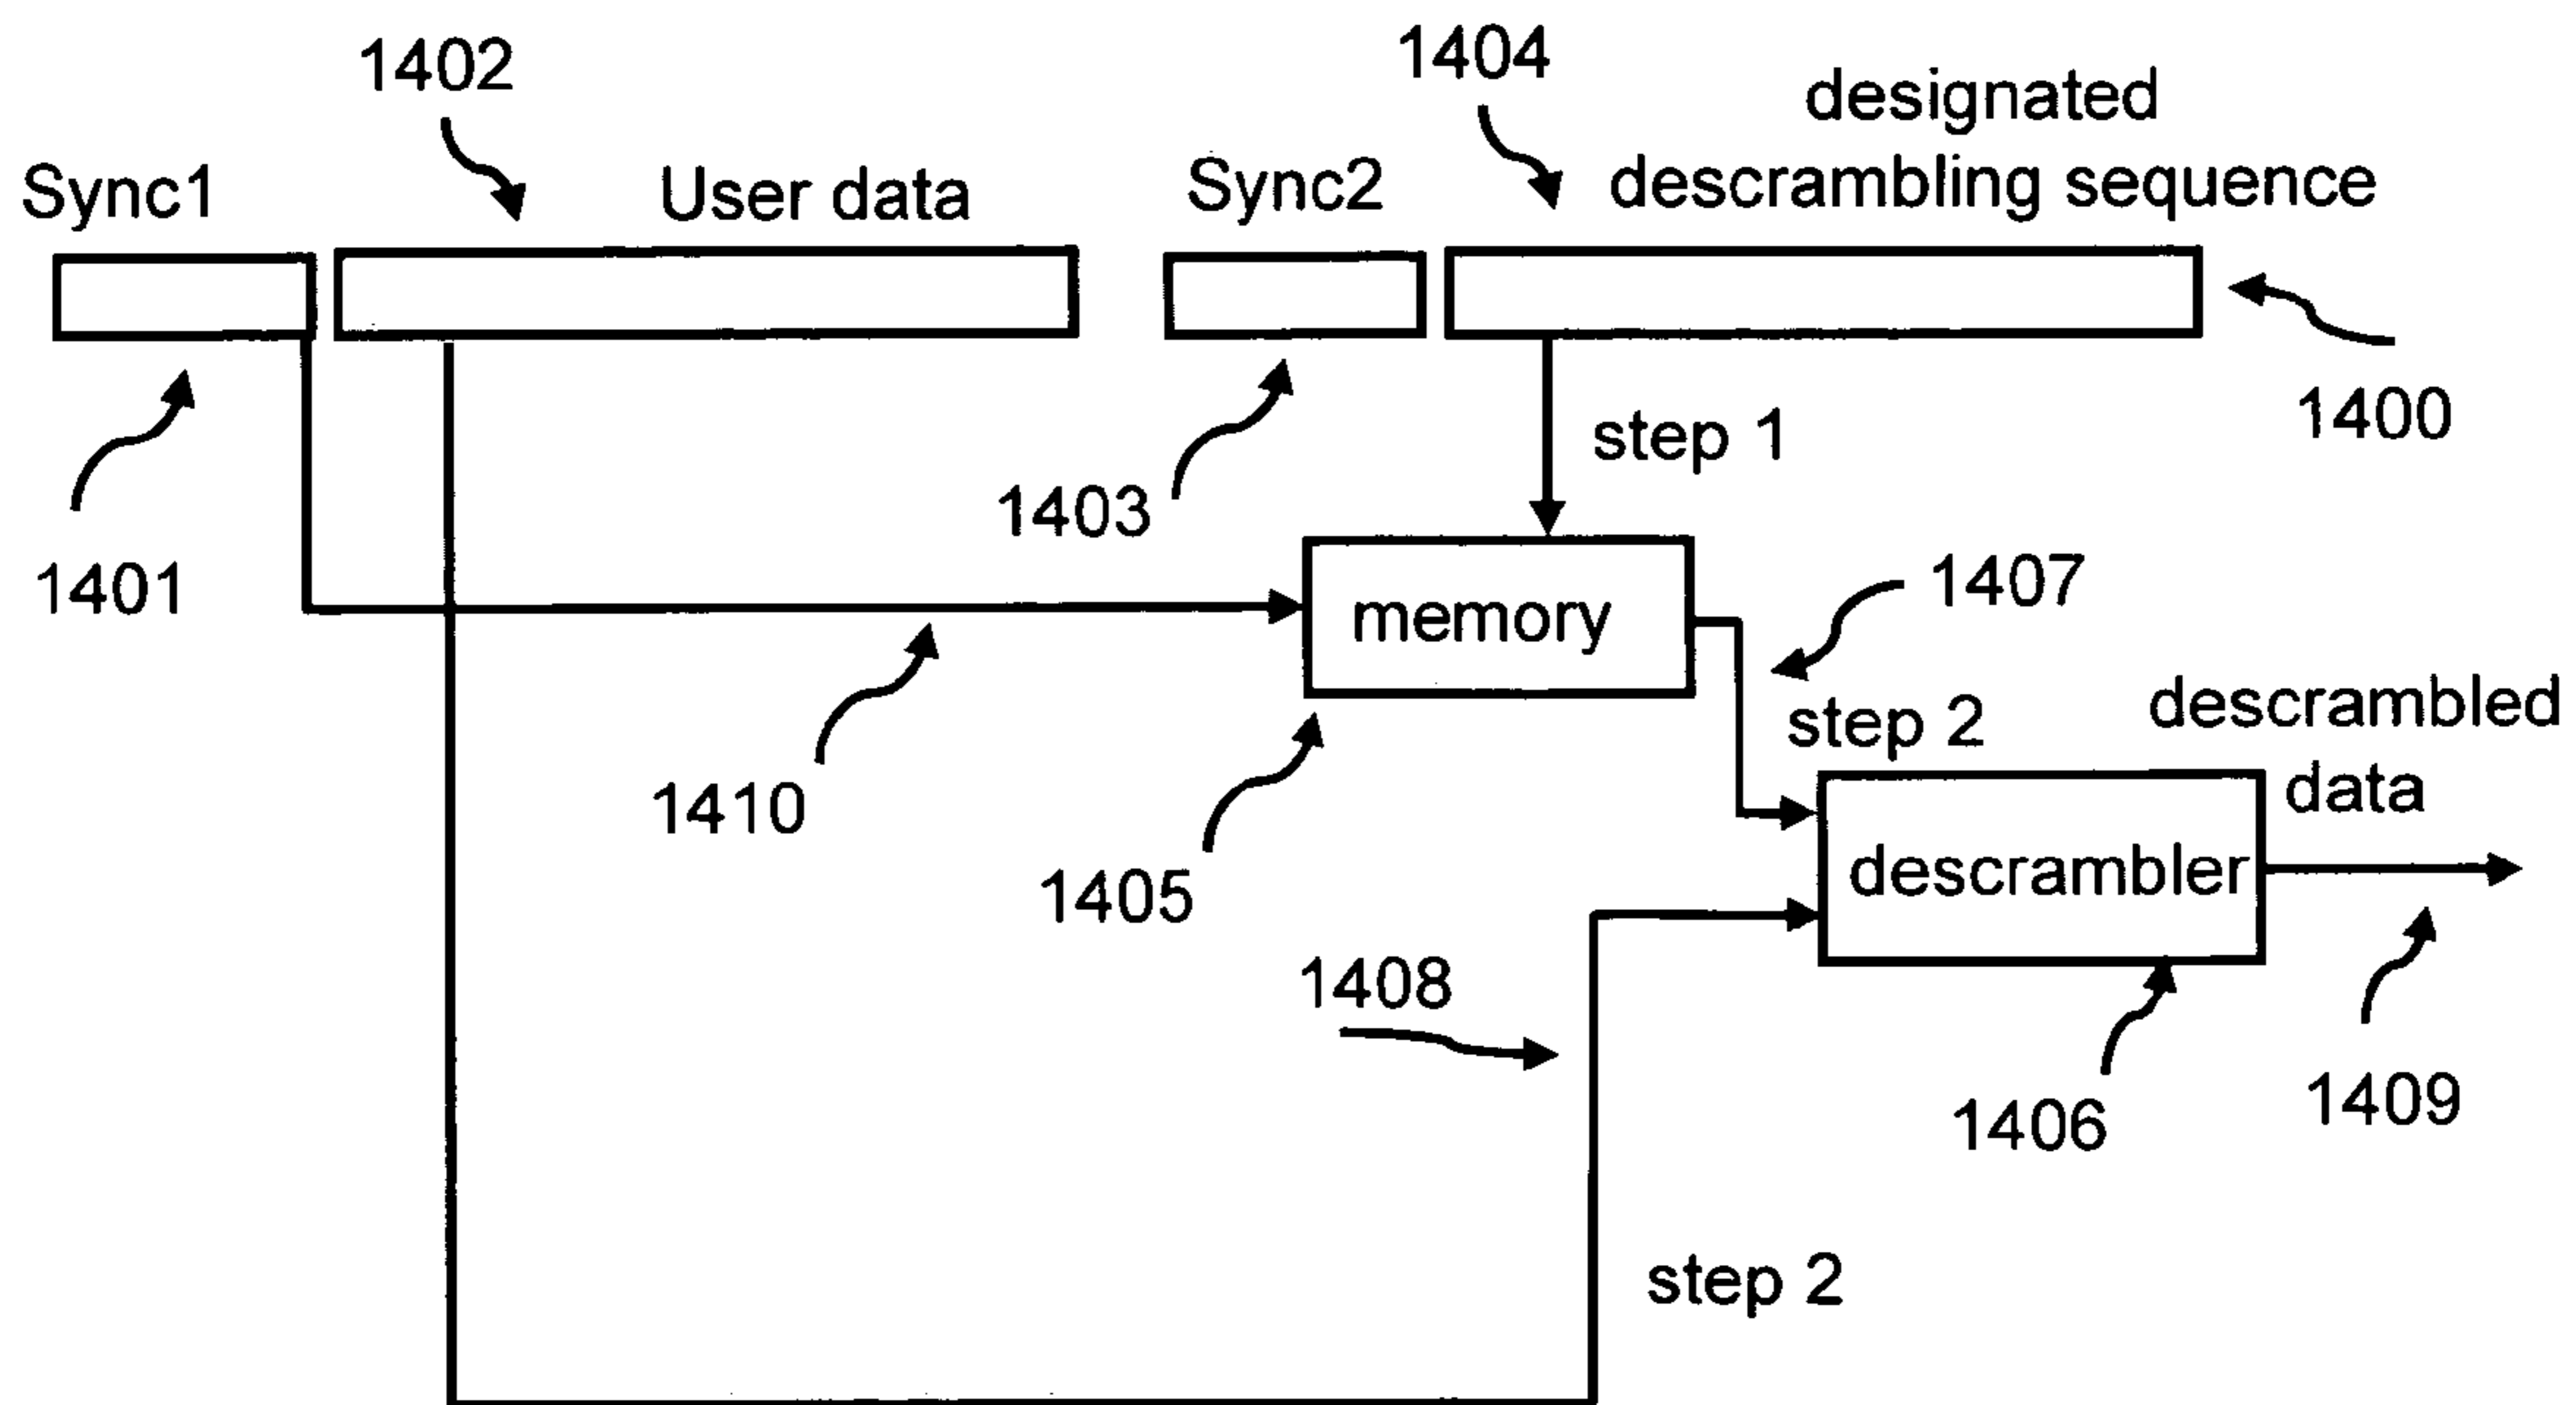 1402
1404
designated
Sync1
User data
Sync2
descrambling sequence
1400
step 1
1403
1401
1407
memory
step 2
descrambled
data
1410
1405
descrambler
1408
1406
1409
step 2